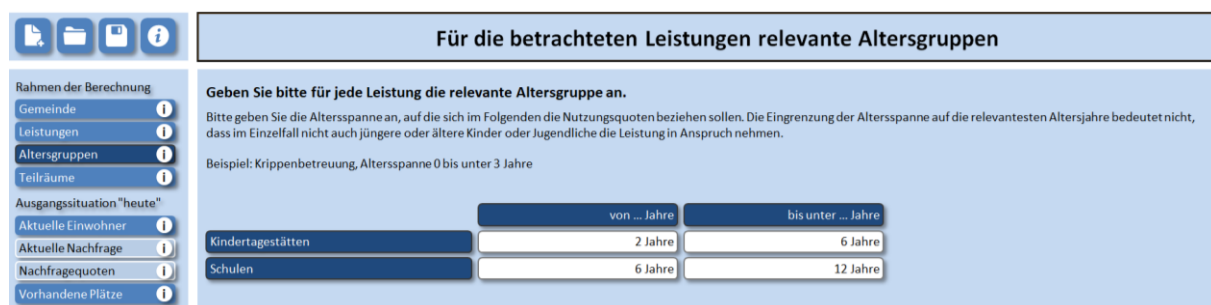 Für die betrachteten Leistungen relevante Altersgruppen
Rahmen der Berechnung
Gemeinde
Leistungen
Altersgruppen
Teilräume
Ausgangssituation "heute"
Aktuelle Einwohner
Aktuelle Nachfrage
Nachfragequoten
Vorhandene Plätze
Geben Sie bitte für jede Leistung die relevante Altersgruppe an.
Bitte geben Sie die Altersspanne an, auf die sich im Folgenden die Nutzungsquoten beziehen sollen. Die Eingrenzung der Altersspanne auf die relevantesten Altersjahre bedeutet nicht,
dass im Einzelfall nicht auch jüngere oder ältere Kinder oder Jugendliche die Leistung in Anspruch nehmen.
Beispiel: Krippenbetreuung, Altersspanne 0 bis unter 3 Jahre
von ... Jahre bis unter ... Jahre
Kindertagestätten 2 Jahre 6 Jahre
Schulen 6 Jahre 12 Jahre